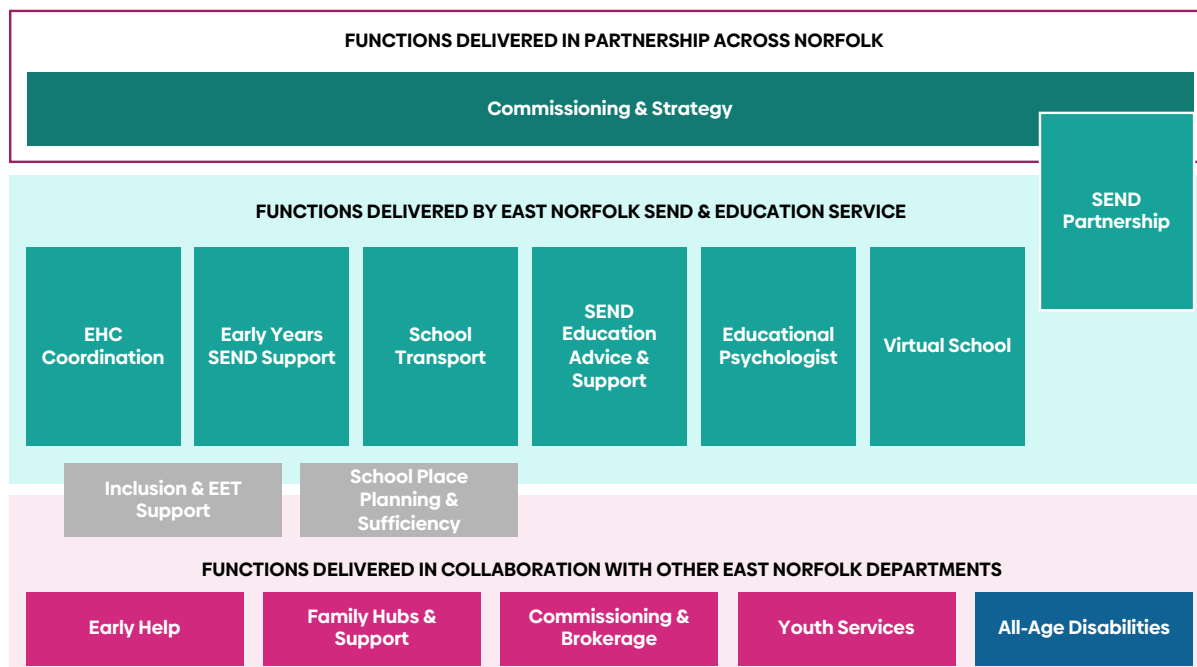 FUNCTIONS DELIVERED IN PARTNERSHIP ACROSS NORFOLK
Commissioning & Strategy
SEND
Partnership
FUNCTIONS DELIVERED BY EAST NORFOLK SEND & EDUCATION SERVICE
EHC
Coordination
Early Years
SEND Support
School
Transport
SEND
Education
Advice &
Support
Educational
Psychologist
Virtual School
Inclusion & EET
Support
School Place
Planning &
Sufficiency
FUNCTIONS DELIVERED IN COLLABORATION WITH OTHER EAST NORFOLK DEPARTMENTS
Early Help
Family Hubs &
Support
Commissioning &
Brokerage
Youth Services
All-Age Disabilities